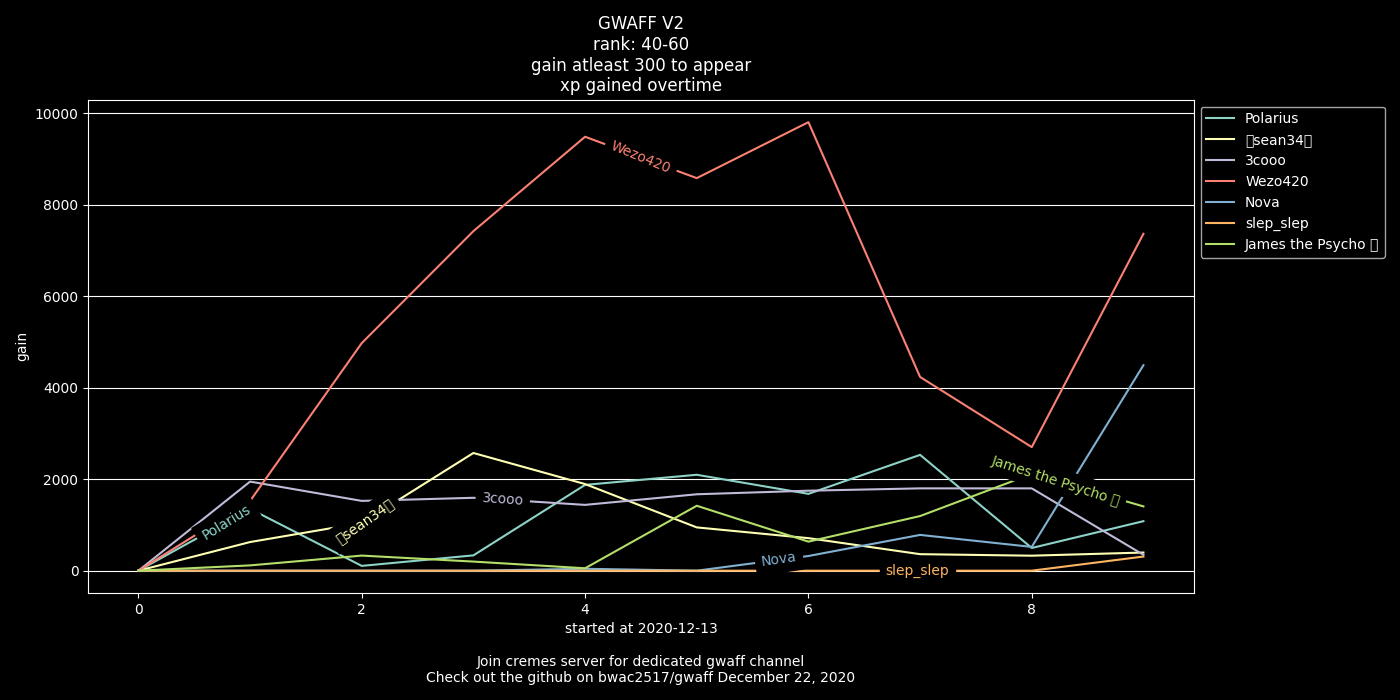 GWAFF V2
rank: 40-60
gain atleast 300 to appear
xp gained overtime
10000
8000
6000
4000
2000
0
gain
0
2
4
6
8
started at 2020-12-13
Polarius
sean34
3cooo
Wezo420
Nova
slep_slep
James the Psycho
Polarius
sean34
3cooo
Wezo420
Nova
slep_slep
James the Psycho
Join cremes server for dedicated gwaff channel
Check out the github on bwac2517/gwaff December 22, 2020